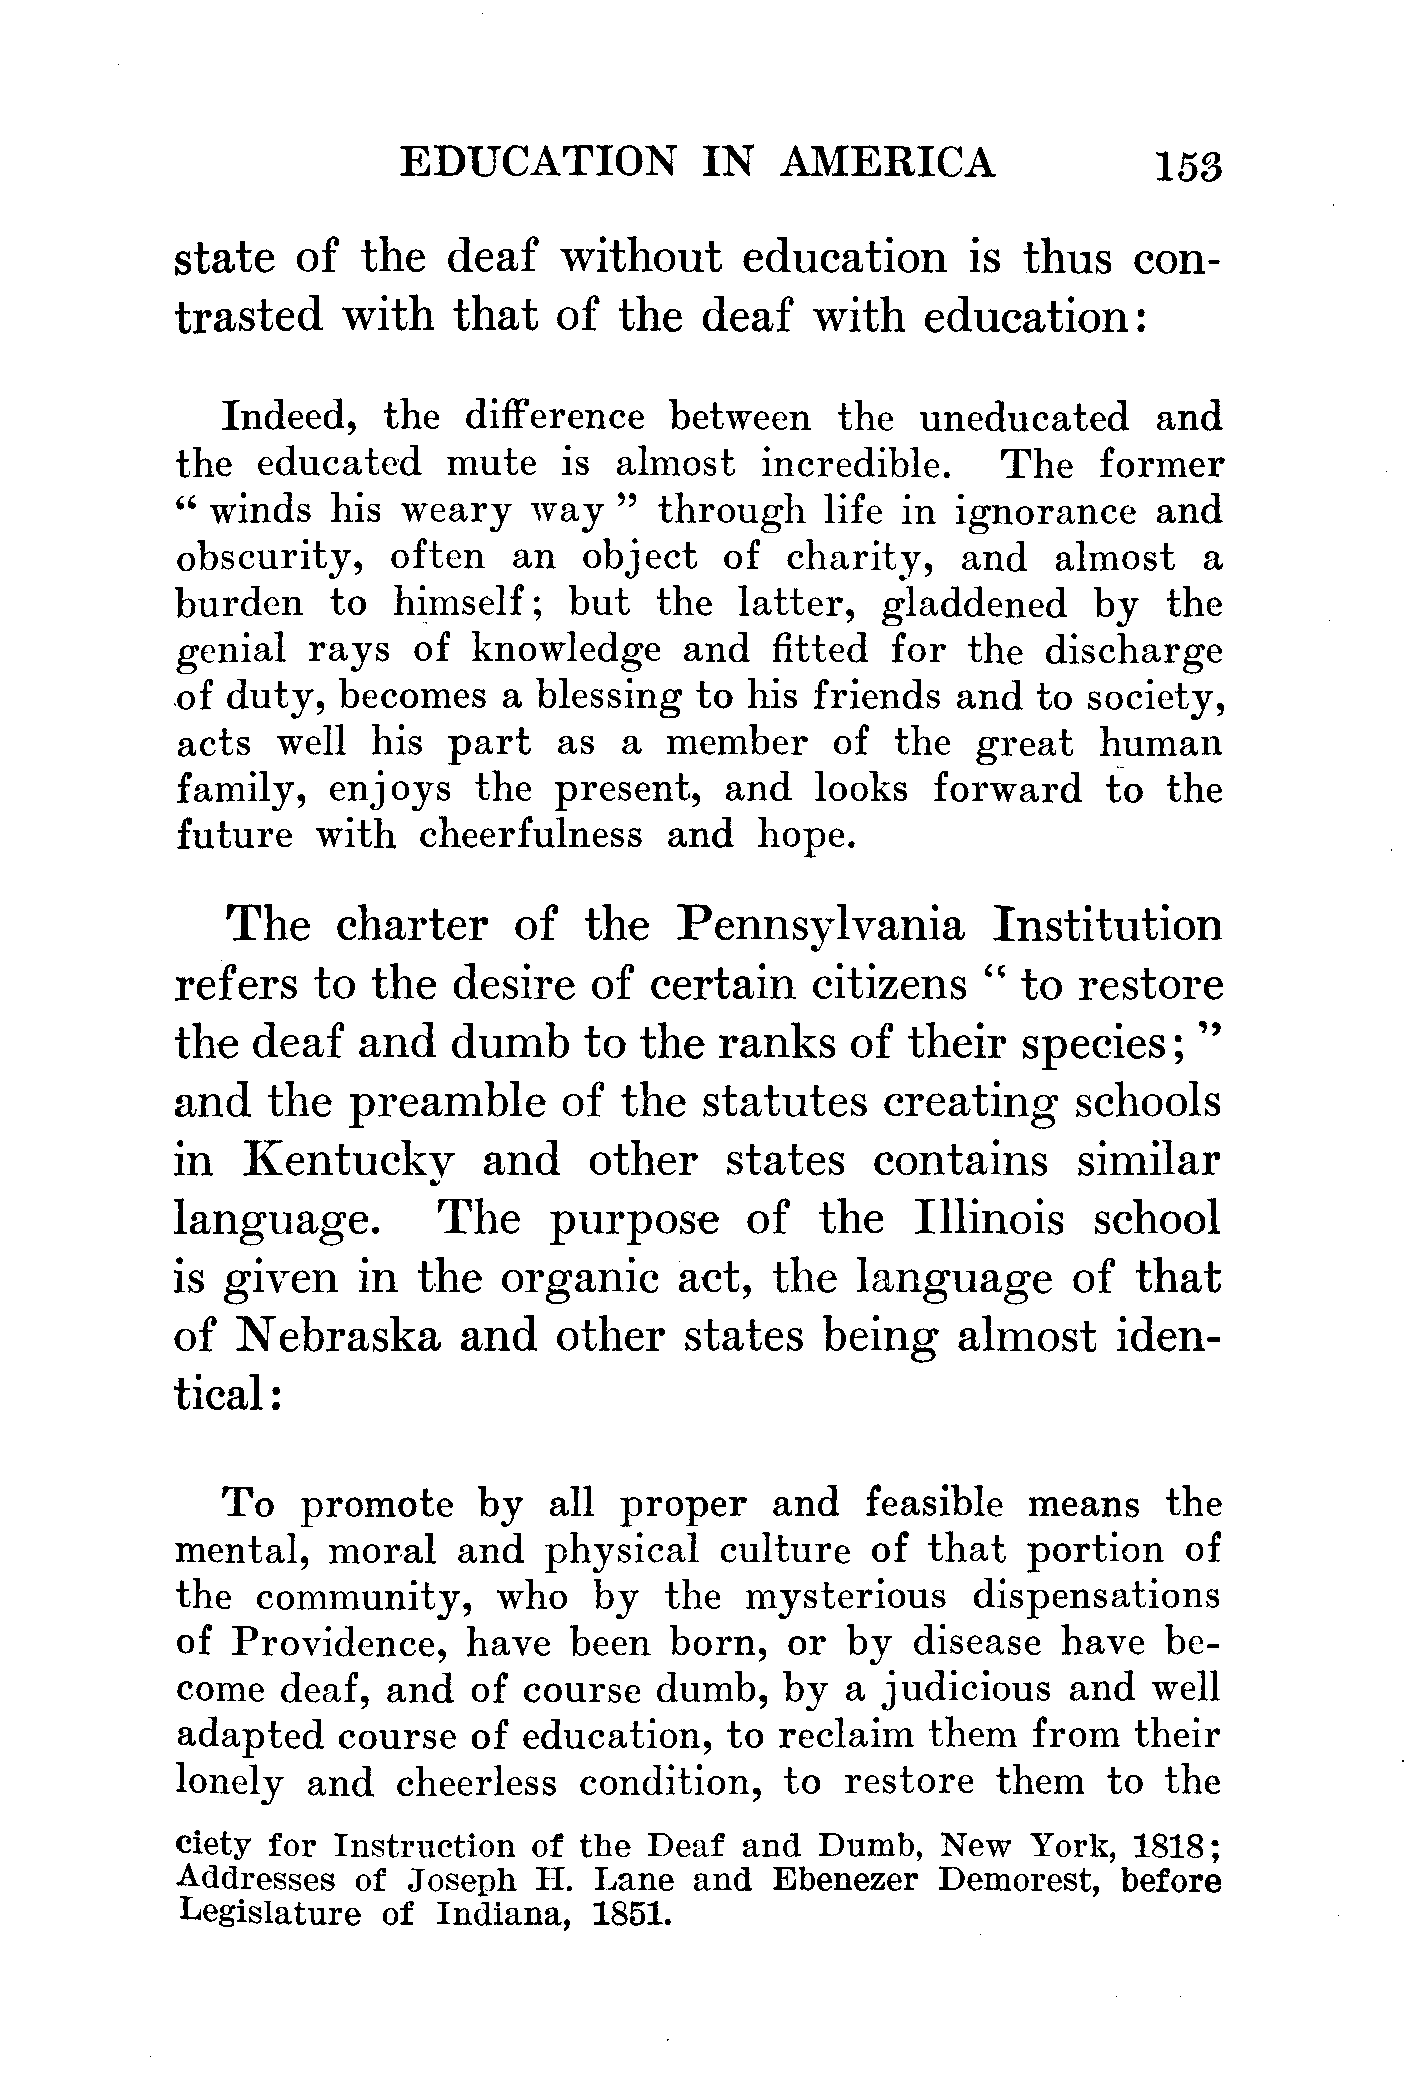 EDUCATION IN AMERICA 153
state of the deaf without education is thus con-
trasted with that of the deaf with education:
Indeed, the difference between the uneducated and
the educated mute is almost incredible. The former
“ winds his weary way ” through life in ignorance and
obscurity, often an object of charity, and almost a
burden to himself; but the latter, gladdened by the
genial rays of knowledge and fitted for the discharge
of duty, becomes a blessing to his friends and to society,
acts well his part as a member of the great human
family, enjoys the present, and looks forward to the
future with cheerfulness and hope.
The charter of the Pennsylvania Institution
refers to the desire of certain citizens “ to restore
the deaf and dumb to the ranks of their species; ”
and the preamble of the statutes creating schools
in Kentucky and other states contains similar
language. The purpose of the Illinois school
is given in the organic act, the language of that
of Nebraska and other states being almost iden-
tical:
To promote by all proper and feasible means the
mental, moral and physical culture of that portion of
the community, who by the mysterious dispensations
of Providence, have been born, or by disease have be-
come deaf, and of course dumb, by a judicious and well
adapted course of education, to reclaim them from their
lonely and cheerless condition, to restore them to the
ciety for Instruction of the Deaf and Dumb, New York, 1818;
Addresses of Joseph H. Lane and Ebenezer Demorest, before
Legislature of Indiana, 1851.